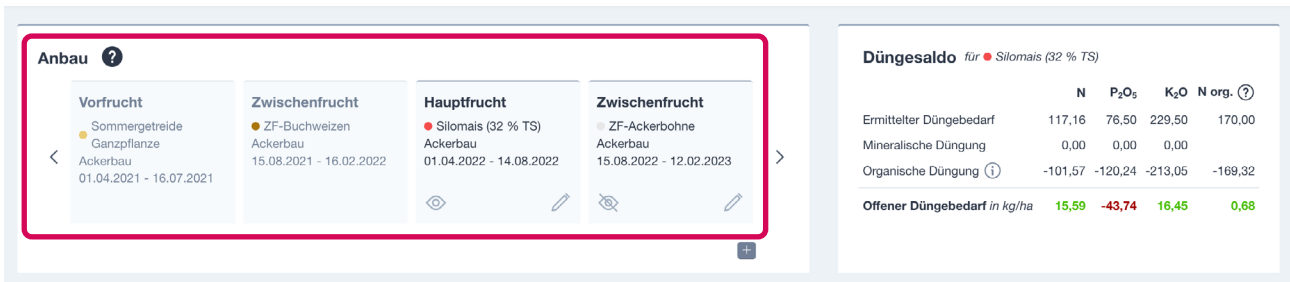 Anbau ?
Vorfrucht
Sommergetreide
Ganzpflanze
Ackerbau
01.04.2021 - 16.07.2021
Zwischenfrucht
ZF-Buchweizen
Ackerbau
15.08.2021 - 16.02.2022
Hauptfrucht
Silomais (32 % TS)
Ackerbau
01.04.2022 - 14.08.2022
Zwischenfrucht
ZF-Ackerbohne
Ackerbau
15.08.2022 - 12.02.2023
+
Düngesaldo für Silomais (32 % TS)
N P₂O₅ K₂O N org. ?
Ermittelter Düngebedarf 117,16 76,50 229,50 170,00
Mineralische Düngung 0,00 0,00 0,00
Organische Düngung i -101,57 -120,24 -213,05 -169,32
Offener Düngebedarf in kg/ha 15,59 -43,74 16,45 0,68